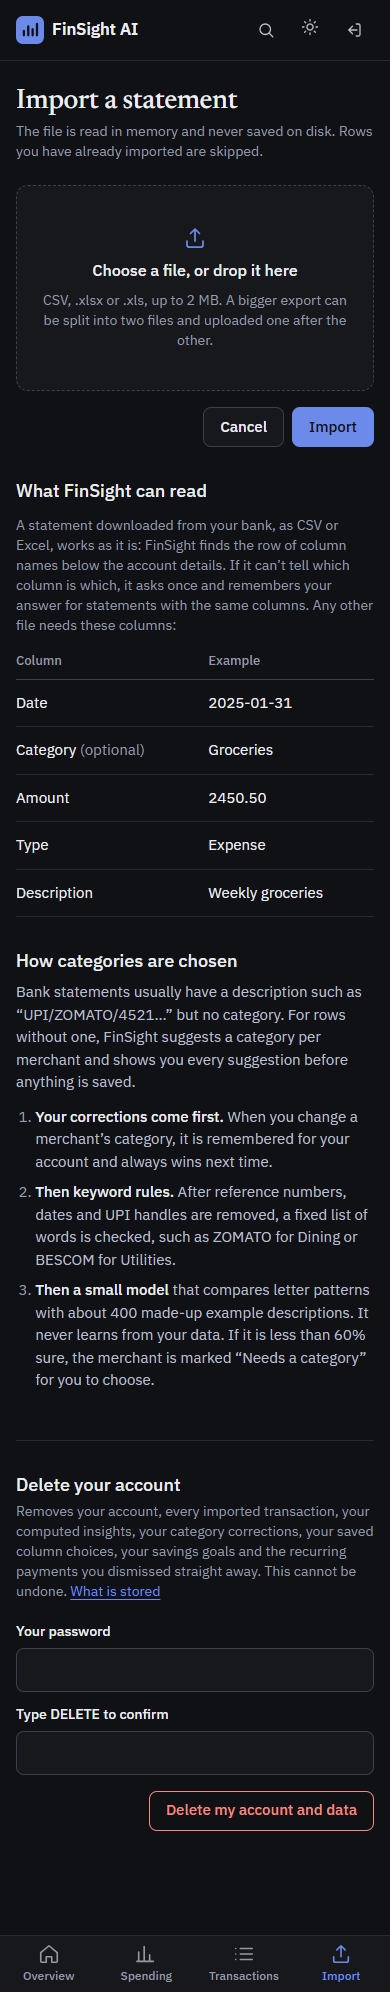 FinSight AI
Import a statement
The file is read in memory and never saved on disk. Rows
you have already imported are skipped.
Choose a file, or drop it here
CSV, .xlsx or .xls, up to 2 MB. A bigger export can
be split into two files and uploaded one after the
other.
Cancel Import
What FinSight can read
A statement downloaded from your bank, as CSV or
Excel, works as it is: FinSight finds the row of column
names below the account details. If it can’t tell which
column is which, it asks once and remembers your
answer for statements with the same columns. Any other
file needs these columns:
Column Example
Date 2025-01-31
Category (optional) Groceries
Amount 2450.50
Type Expense
Description Weekly groceries
How categories are chosen
Bank statements usually have a description such as
“UPI/ZOMATO/4521…” but no category. For rows
without one, FinSight suggests a category per
merchant and shows you every suggestion before
anything is saved.
1. Your corrections come first. When you change a
merchant’s category, it is remembered for your
account and always wins next time.
2. Then keyword rules. After reference numbers,
dates and UPI handles are removed, a fixed list of
words is checked, such as ZOMATO for Dining or
BESCOM for Utilities.
3. Then a small model that compares letter patterns
with about 400 made-up example descriptions. It
never learns from your data. If it is less than 60%
sure, the merchant is marked “Needs a category”
for you to choose.
Delete your account
Removes your account, every imported transaction, your
computed insights, your category corrections, your saved
column choices, your savings goals and the recurring
payments you dismissed straight away. This cannot be
undone. What is stored
Your password
Type DELETE to confirm
Delete my account and data
Overview Spending Transactions Import